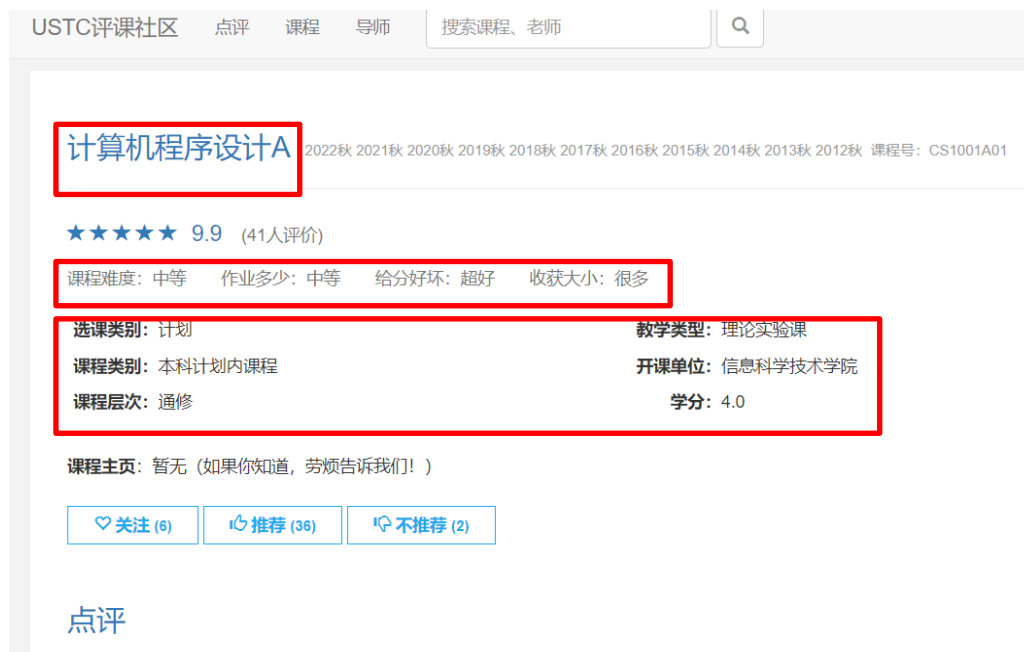 USTC评课社区 点评 课程 导师 搜索课程、老师
计算机程序设计A 2022秋 2021秋 2020秋 2019秋 2018秋 2017秋 2016秋 2015秋 2014秋 2013秋 2012秋 课程号：CS1001A01
★★★★★ 9.9 (41人评价)
课程难度：中等 作业多少：中等 给分好坏：超好 收获大小：很多
选课类别：计划 教学类型：理论实验课
课程类别：本科计划内课程 开课单位：信息科学技术学院
课程层次：通修 学分：4.0
课程主页：暂无（如果你知道，劳烦告诉我们！）
关注 (6) 推荐 (36) 不推荐 (2)
点评